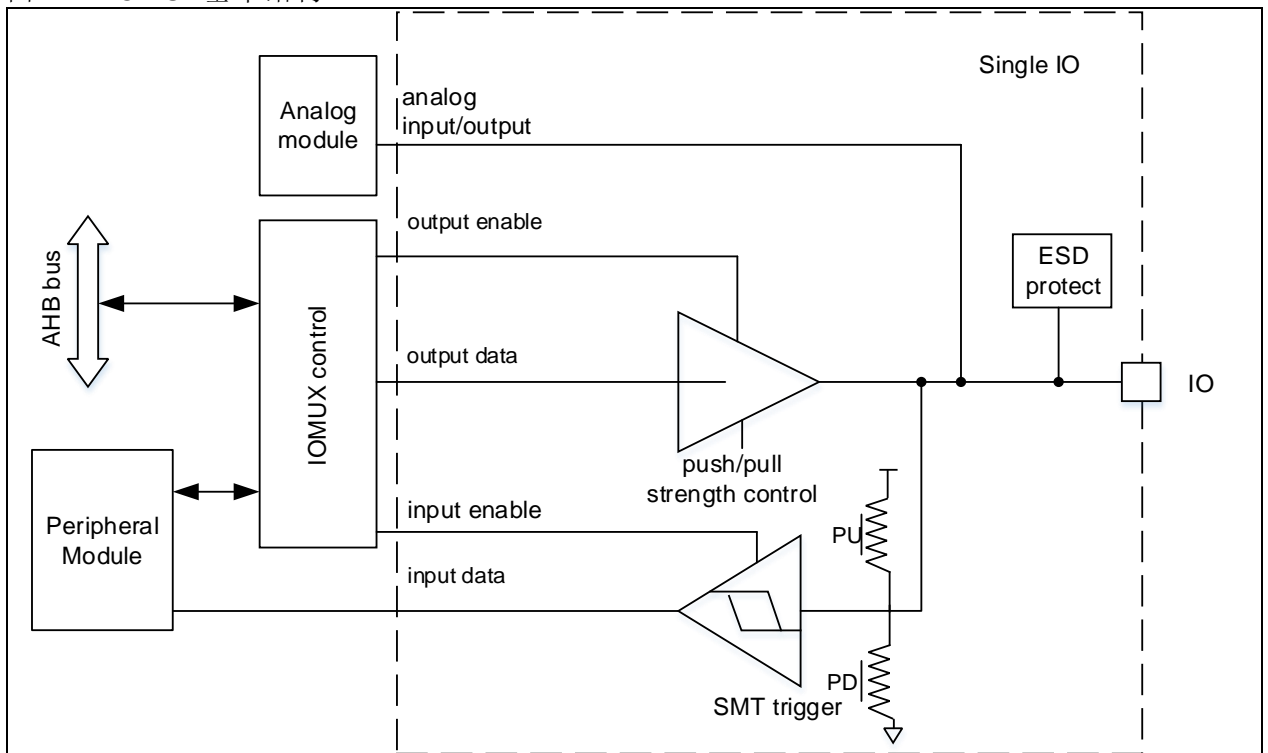 Single IO
Analog
module
analog
input/output
output enable
AHB bus
IOMUX control
ESD
protect
output data
IO
push/pull
strength control
Peripheral
Module
input enable
PU
input data
PD
SMT trigger